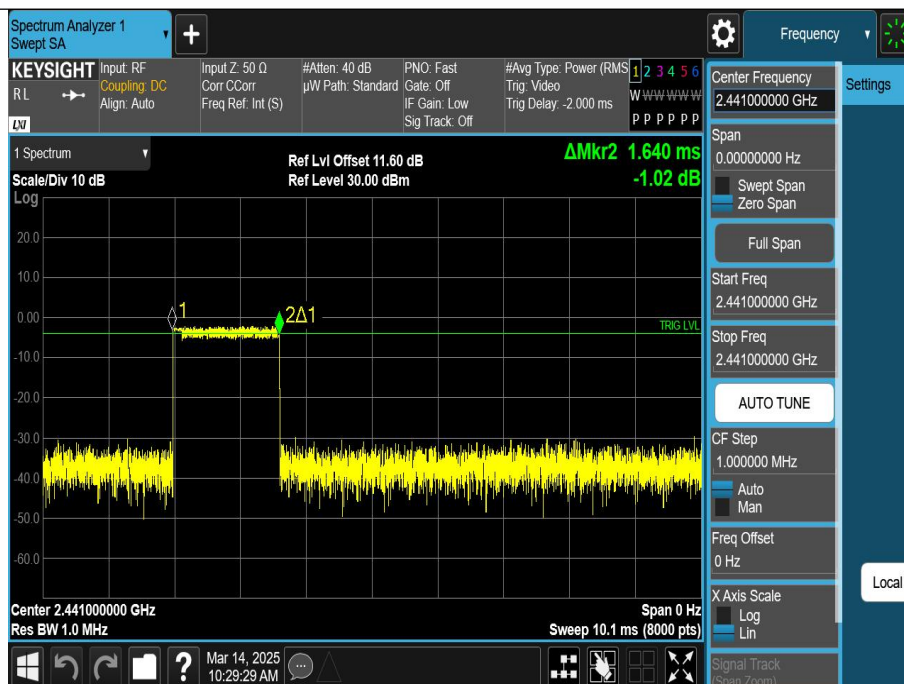 Spectrum Analyzer 1
Swept SA
+
Frequency
KEYSIGHT
RL
LXI
Input: RF
Coupling: DC
Align: Auto
Input Z: 50 Ω
Corr CCorr
Freq Ref: Int (S)
#Atten: 40 dB
µW Path: Standard
PNO: Fast
Gate: Off
IF Gain: Low
Sig Track: Off
#Avg Type: Power (RMS
Trig: Video
Trig Delay: -2.000 ms
1 2 3 4 5 6
W W W W W W
P P P P P P
1 Spectrum
Scale/Div 10 dB
Log
Ref Lvl Offset 11.60 dB
Ref Level 30.00 dBm
ΔMkr2 1.640 ms
-1.02 dB
20.0
10.0
0.00
-10.0
-20.0
-30.0
-40.0
-50.0
-60.0
1
2Δ1
TRIG LVL
Center 2.441000000 GHz
Res BW 1.0 MHz
Span 0 Hz
Sweep 10.1 ms (8000 pts)
Center Frequency
2.441000000 GHz
Span
0.00000000 Hz
Swept Span
Zero Span
Full Span
Start Freq
2.441000000 GHz
Stop Freq
2.441000000 GHz
AUTO TUNE
CF Step
1.000000 MHz
Auto
Man
Freq Offset
0 Hz
X Axis Scale
Log
Lin
Signal Track
(Span Zoom)
Settings
Local
?
Mar 14, 2025
10:29:29 AM